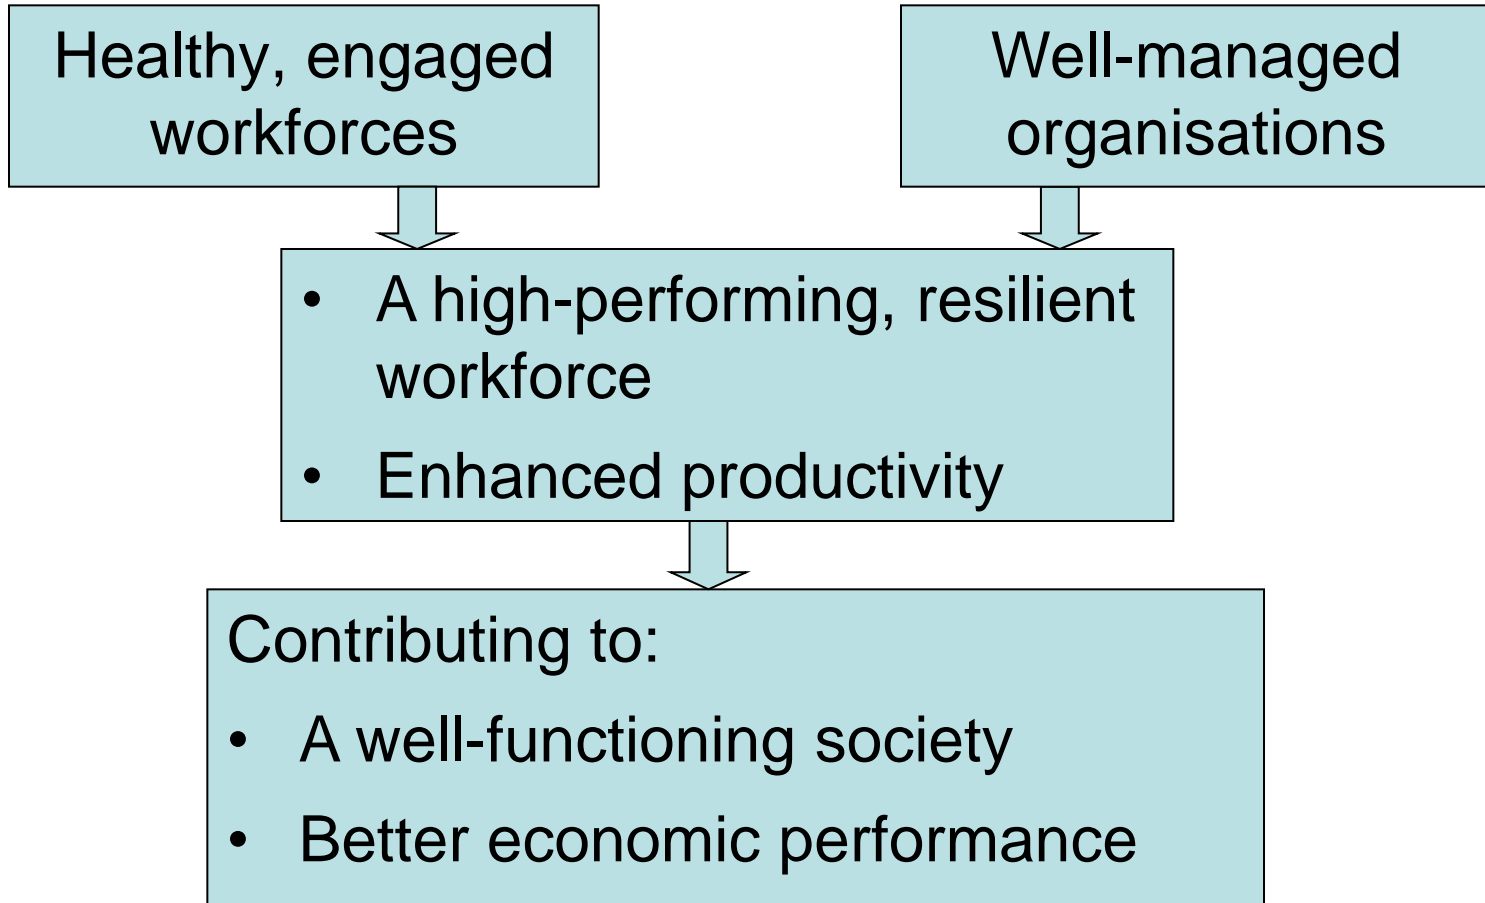 Healthy, engaged
workforces
Well-managed
organisations
• A high-performing, resilient
workforce
• Enhanced productivity
Contributing to:
• A well-functioning society
• Better economic performance